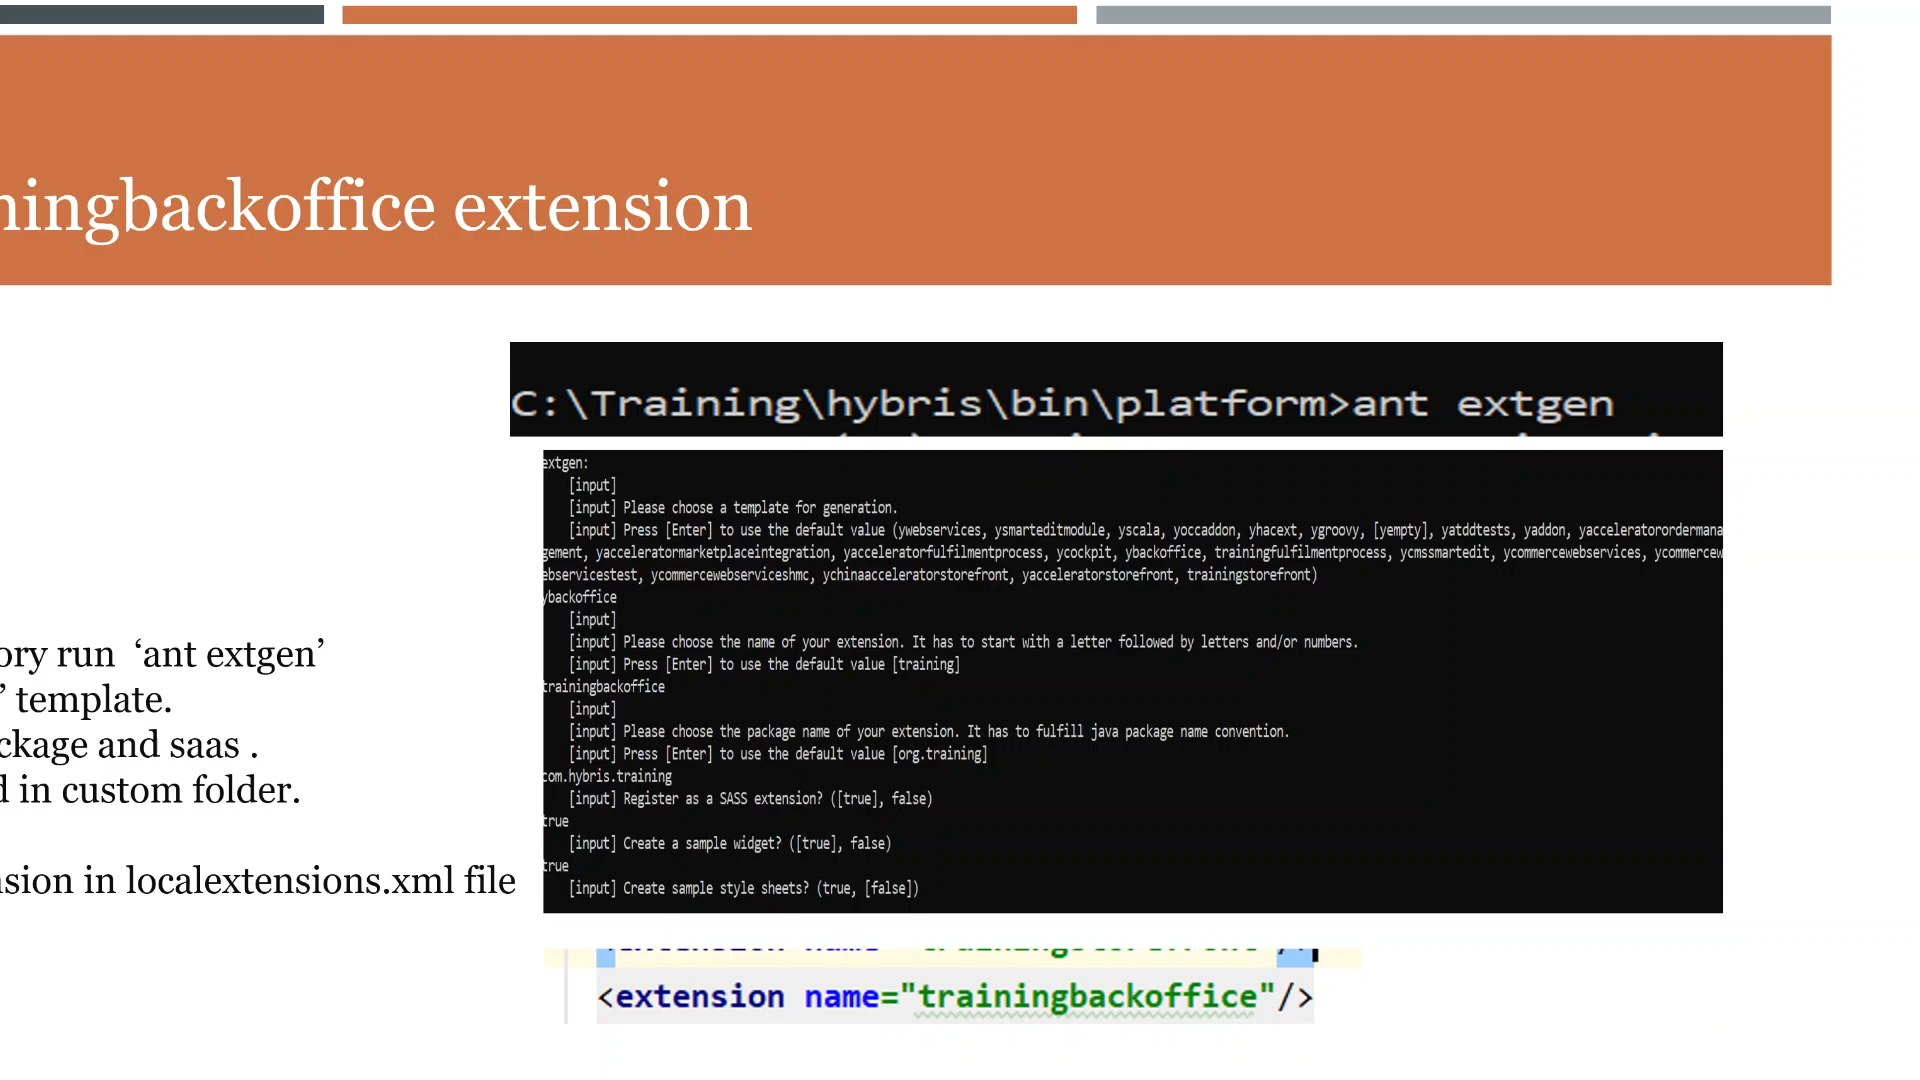 extension
C:\Training\hybris\bin\platform>ant extgen
extgen:
[input]
[input] Please choose a template for generation.
[input] Press [Enter] to use the default value (ywebservices, ysmarteditmodule, yscala, yoccaddon, yhacext, ygroovy, [yempty], yatddtests, yaddon, yacceleratorordermana
gement, yacceleratormarketplaceintegration, yacceleratorfulfilmentprocess, ycockpit, ybackoffice, trainingfulfilmentprocess, ycmssmartedit, ycommercewebservices, ycommercew
ebservicestest, ycommercewebserviceshmc, ychinaacceleratorstorefront, yacceleratorstorefront, trainingstorefront)
ybackoffice
[input]
[input] Please choose the name of your extension. It has to start with a letter followed by letters and/or numbers.
[input] Press [Enter] to use the default value [training]
trainingbackoffice
[input]
[input] Please choose the package name of your extension. It has to fulfill java package name convention.
[input] Press [Enter] to use the default value [org.training]
com.hybris.training
[input] Register as a SASS extension? ([true], false)
true
[input] Create a sample widget? ([true], false)
true
[input] Create sample style sheets? (true, [false])
run ‘ant extgen’
’ template.
and saas .
in custom folder.
in localextensions.xml file
<extension name="trainingbackoffice"/>